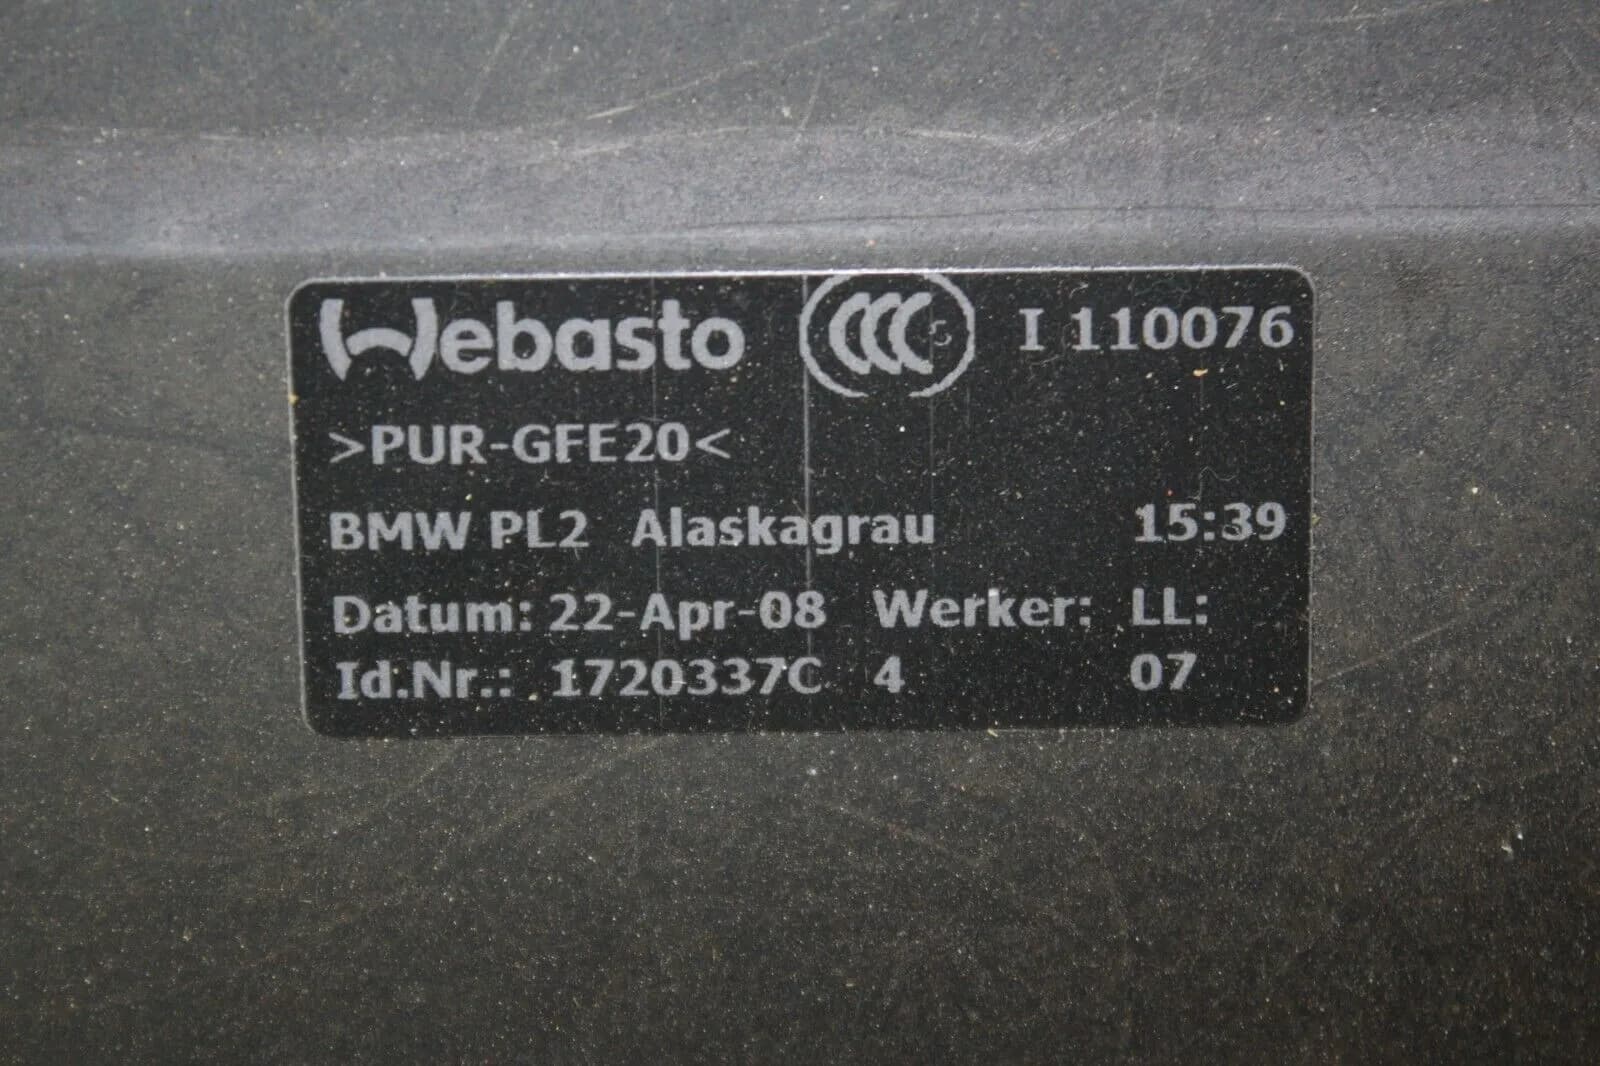 Webasto CCC S I 110076
>PUR-GFE20<
BMW PL2 Alaskagrau 15:39
Datum: 22-Apr-08 Werker: LL:
Id.Nr.: 1720337C 4 07